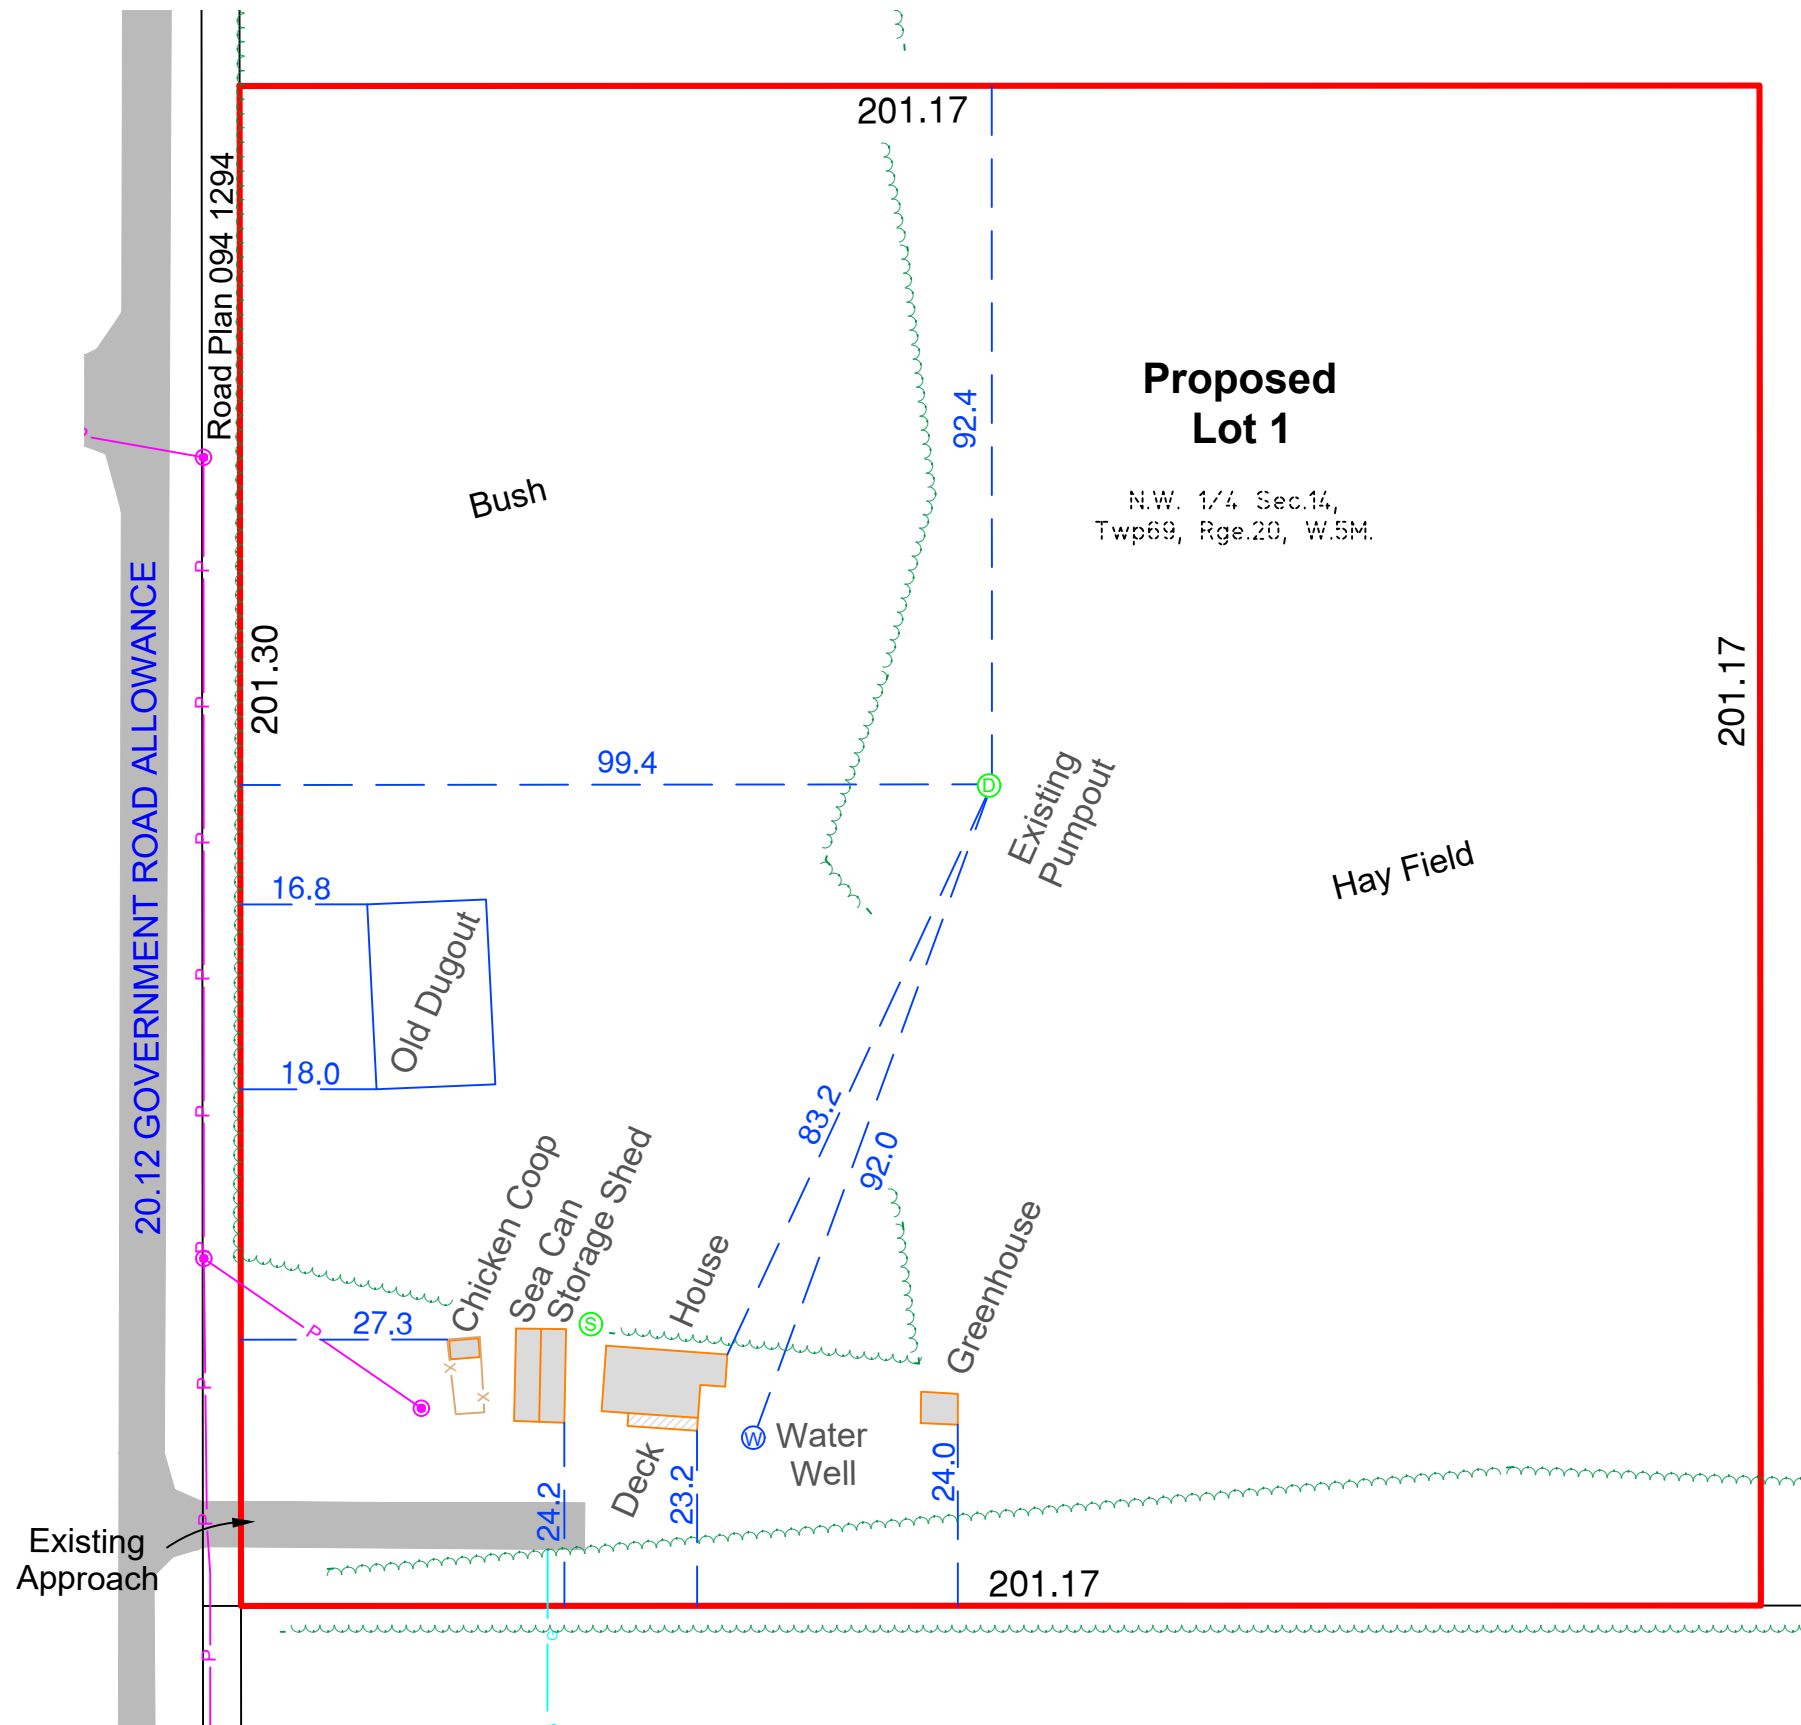 201.17
Road Plan 094 1294
Proposed
Lot 1
92.4
N.W. 1/4 Sec.14,
Twp69, Rge.20, W.5M.
Bush
P
P
20.12 GOVERNMENT ROAD ALLOWANCE
201.30
201.17
P
99.4
D
Existing
Pumpout
P
Hay Field
16.8
Old Dugout
P
18.0
P
83.2
92.0
Chicken Coop
Sea Can
Storage Shed
House
Greenhouse
P
27.3
P
S
X
X
P
W
Water
Well
Deck
24.2
23.2
24.0
P
Existing
Approach
201.17
G
P